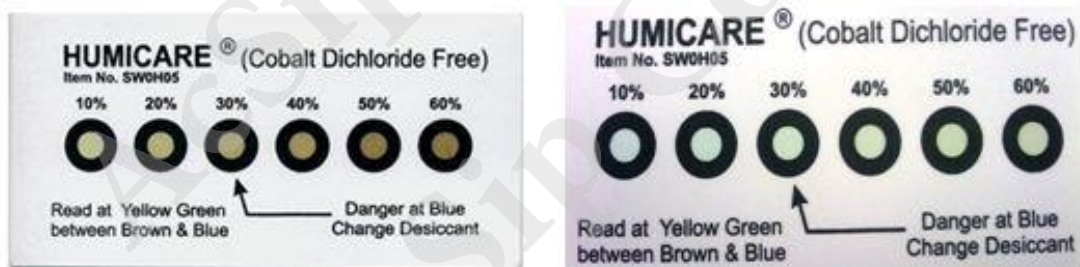 HUMICARE ® (Cobalt Dichloride Free)
Item No. SW0H05
10% 20% 30% 40% 50% 60%
Read at Yellow Green
between Brown & Blue
Danger at Blue
Change Desiccant
HUMICARE ® (Cobalt Dichloride Free)
Item No. SW0H05
10% 20% 30% 40% 50% 60%
Read at Yellow Green
between Brown & Blue
Danger at Blue
Change Desiccant